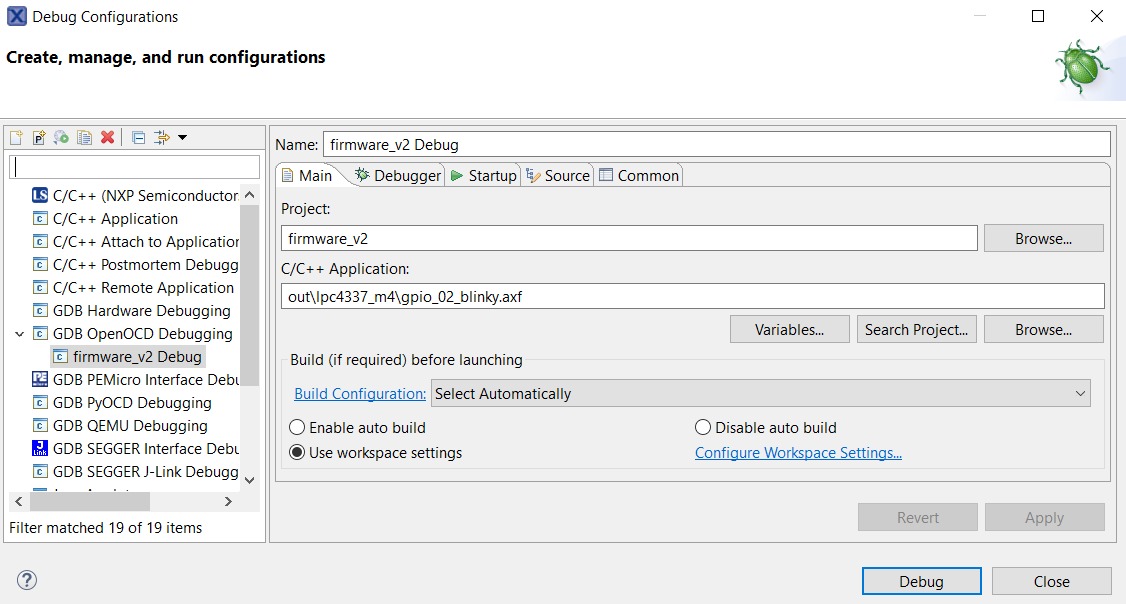 Debug Configurations
Create, manage, and run configurations
Name: firmware_v2 Debug
Main Debugger Startup Source Common
LS C/C++ (NXP Semiconductor
C/C++ Application
C/C++ Attach to Application
C/C++ Postmortem Debugg
C/C++ Remote Application
GDB Hardware Debugging
GDB OpenOCD Debugging
firmware_v2 Debug
PE GDB PEMicro Interface Debu
GDB PyOCD Debugging
GDB QEMU Debugging
J Link GDB SEGGER Interface Debu
GDB SEGGER J-Link Debugg
Filter matched 19 of 19 items
Project:
firmware_v2 Browse...
C/C++ Application:
out\lpc4337_m4\gpio_02_blinky.axf
Variables... Search Project... Browse...
Build (if required) before launching
Build Configuration: Select Automatically
Enable auto build Disable auto build
Use workspace settings Configure Workspace Settings...
Revert Apply
Debug Close